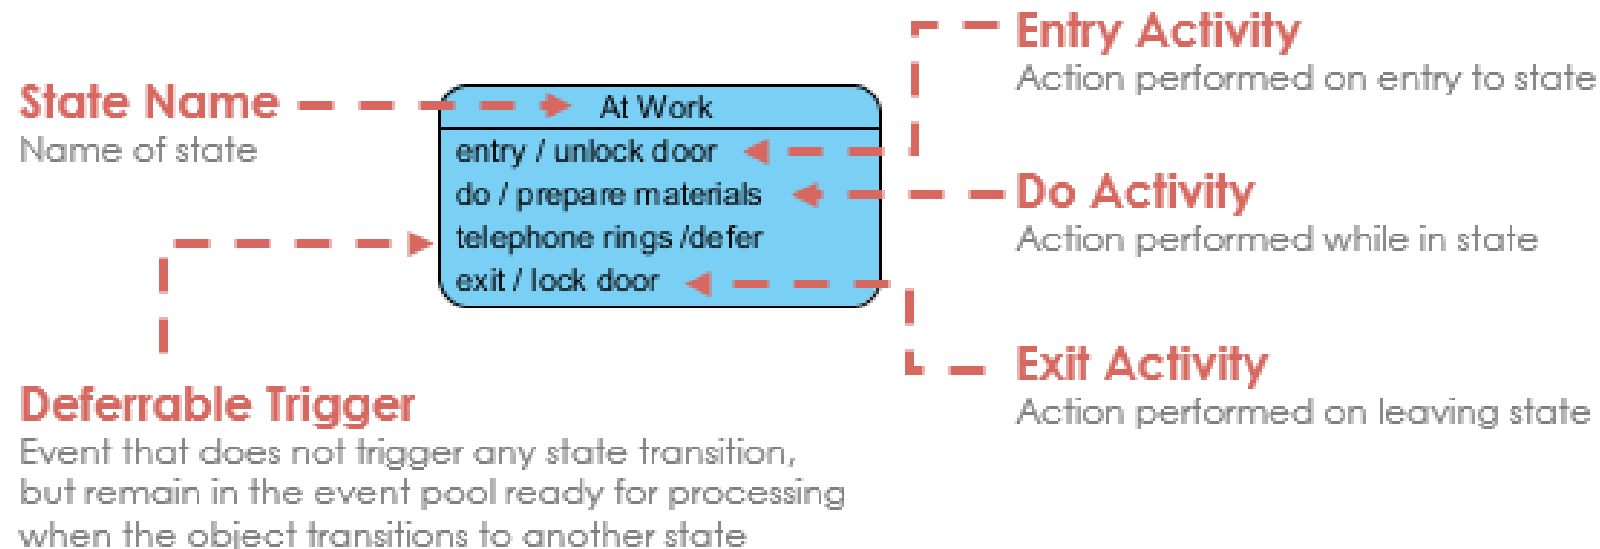 Entry Activity
Action performed on entry to state
State Name
Name of state
At Work
entry / unlock door
do / prepare materials
telephone rings /defer
exit / lock door
Do Activity
Action performed while in state
Exit Activity
Action performed on leaving state
Deferrable Trigger
Event that does not trigger any state transition,
but remain in the event pool ready for processing
when the object transitions to another state